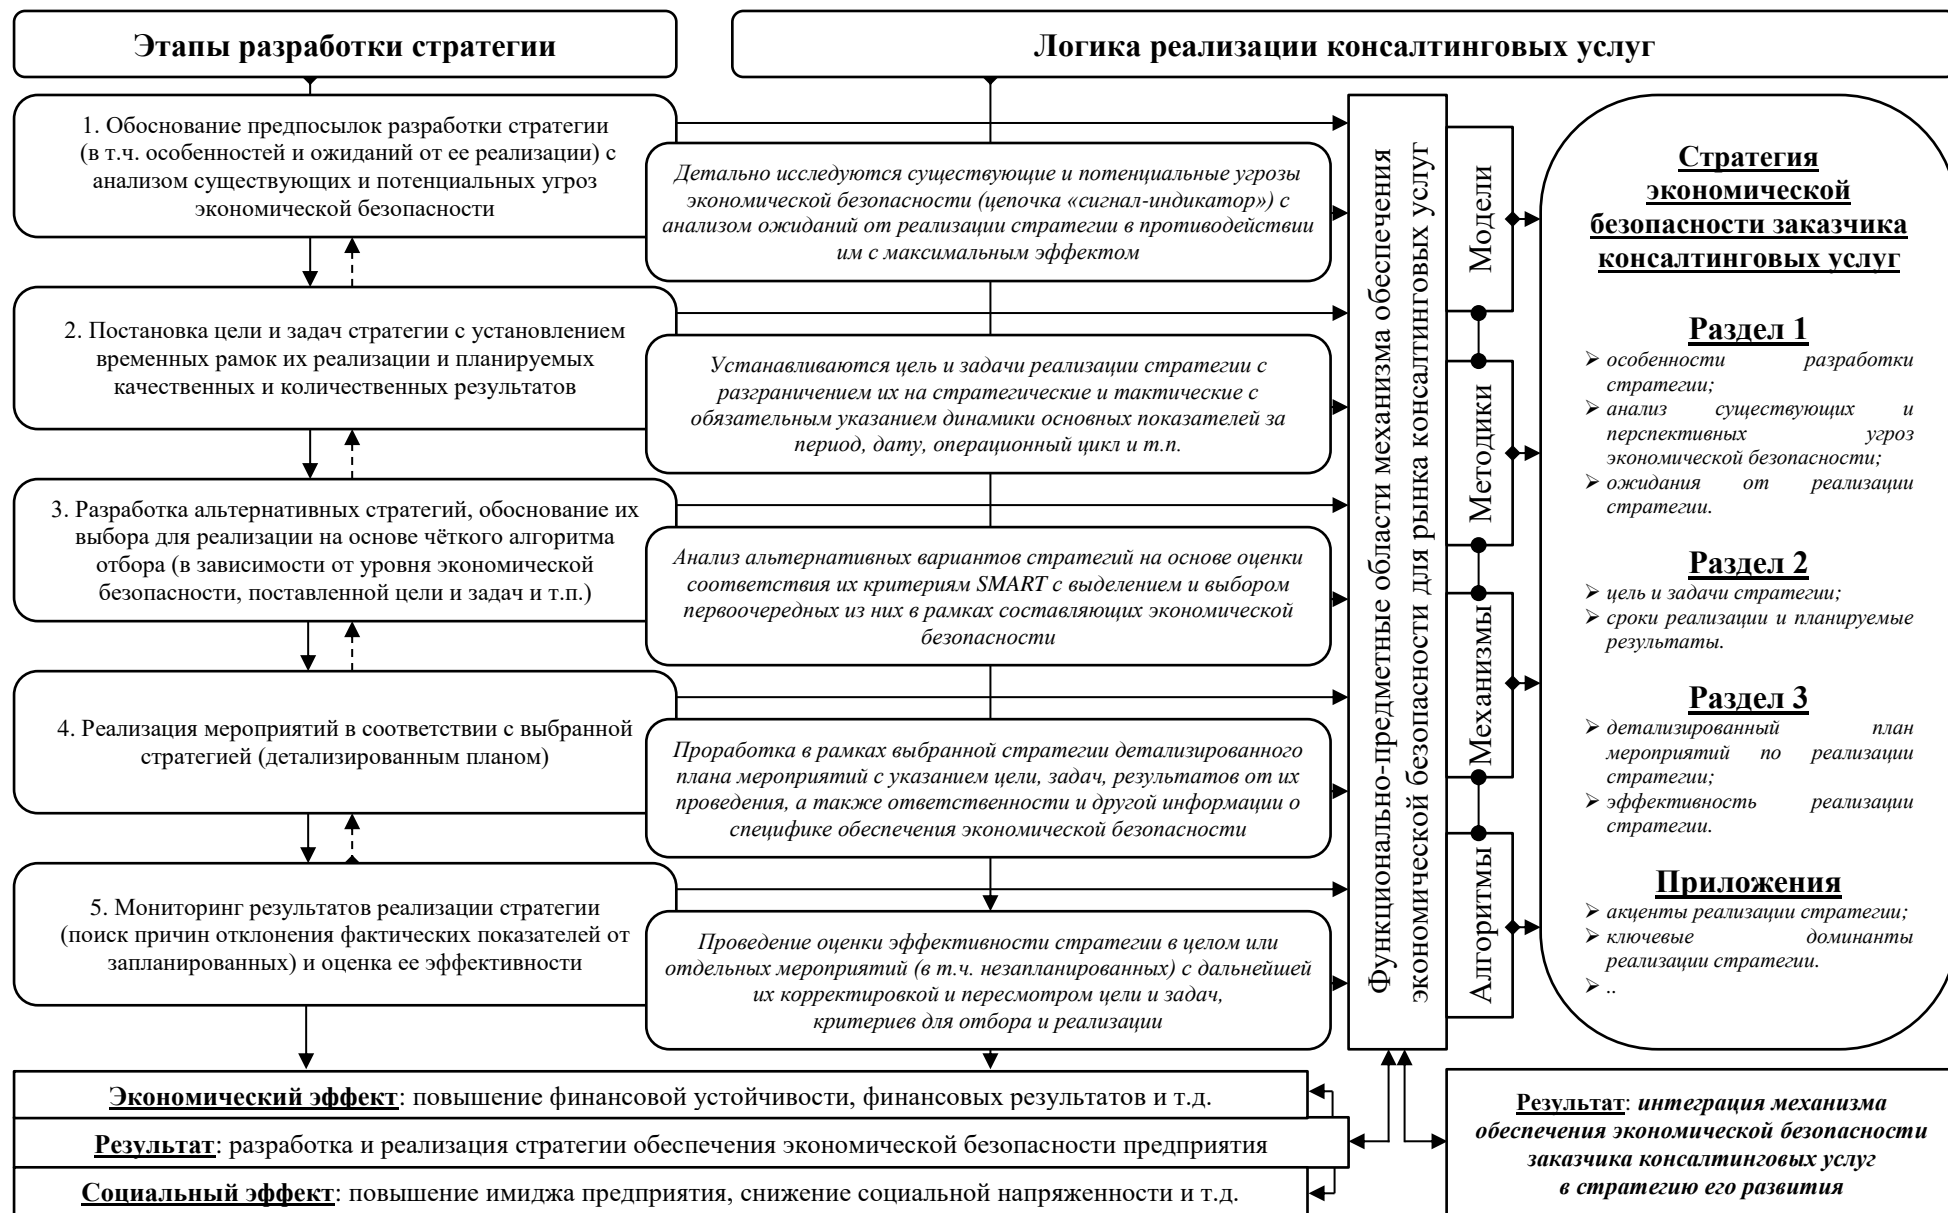 Этапы разработки стратегии
Логика реализации консалтинговых услуг
1. Обоснование предпосылок разработки стратегии
(в т.ч. особенностей и ожиданий от ее реализации) с
анализом существующих и потенциальных угроз
экономической безопасности
Детально исследуются существующие и потенциальные угрозы
экономической безопасности (цепочка «сигнал-индикатор») с
анализом ожиданий от реализации стратегии в противодействии
им с максимальным эффектом
2. Постановка цели и задач стратегии с установлением
временных рамок их реализации и планируемых
качественных и количественных результатов
Устанавливаются цель и задачи реализации стратегии с
разграничением их на стратегические и тактические с
обязательным указанием динамики основных показателей за
период, дату, операционный цикл и т.п.
3. Разработка альтернативных стратегий, обоснование их
выбора для реализации на основе чёткого алгоритма
отбора (в зависимости от уровня экономической
безопасности, поставленной цели и задач и т.п.)
Анализ альтернативных вариантов стратегий на основе оценки
соответствия их критериям SMART с выделением и выбором
первоочередных из них в рамках составляющих экономической
безопасности
4. Реализация мероприятий в соответствии с выбранной
стратегией (детализированным планом)
Проработка в рамках выбранной стратегии детализированного
плана мероприятий с указанием цели, задач, результатов от их
проведения, а также ответственности и другой информации о
специфике обеспечения экономической безопасности
5. Мониторинг результатов реализации стратегии
(поиск причин отклонения фактических показателей от
запланированных) и оценка ее эффективности
Проведение оценки эффективности стратегии в целом или
отдельных мероприятий (в т.ч. незапланированных) с дальнейшей
их корректировкой и пересмотром цели и задач,
критериев для отбора и реализации
Функционально-предметные области механизма обеспечения
экономической безопасности для рынка консалтинговых услуг
Модели
Методики
Механизмы
Алгоритмы
Стратегия
экономической
безопасности заказчика
консалтинговых услуг
Раздел 1
➢ особенности разработки
стратегии;
➢ анализ существующих и
перспективных угроз
экономической безопасности;
➢ ожидания от реализации
стратегии.
Раздел 2
➢ цель и задачи стратегии;
➢ сроки реализации и планируемые
результаты.
Раздел 3
➢ детализированный план
мероприятий по реализации
стратегии;
➢ эффективность реализации
стратегии.
Приложения
➢ акценты реализации стратегии;
➢ ключевые доминанты
реализации стратегии.
➢ ..
Экономический эффект: повышение финансовой устойчивости, финансовых результатов и т.д.
Результат: разработка и реализация стратегии обеспечения экономической безопасности предприятия
Социальный эффект: повышение имиджа предприятия, снижение социальной напряженности и т.д.
Результат: интеграция механизма
обеспечения экономической безопасности
заказчика консалтинговых услуг
в стратегию его развития